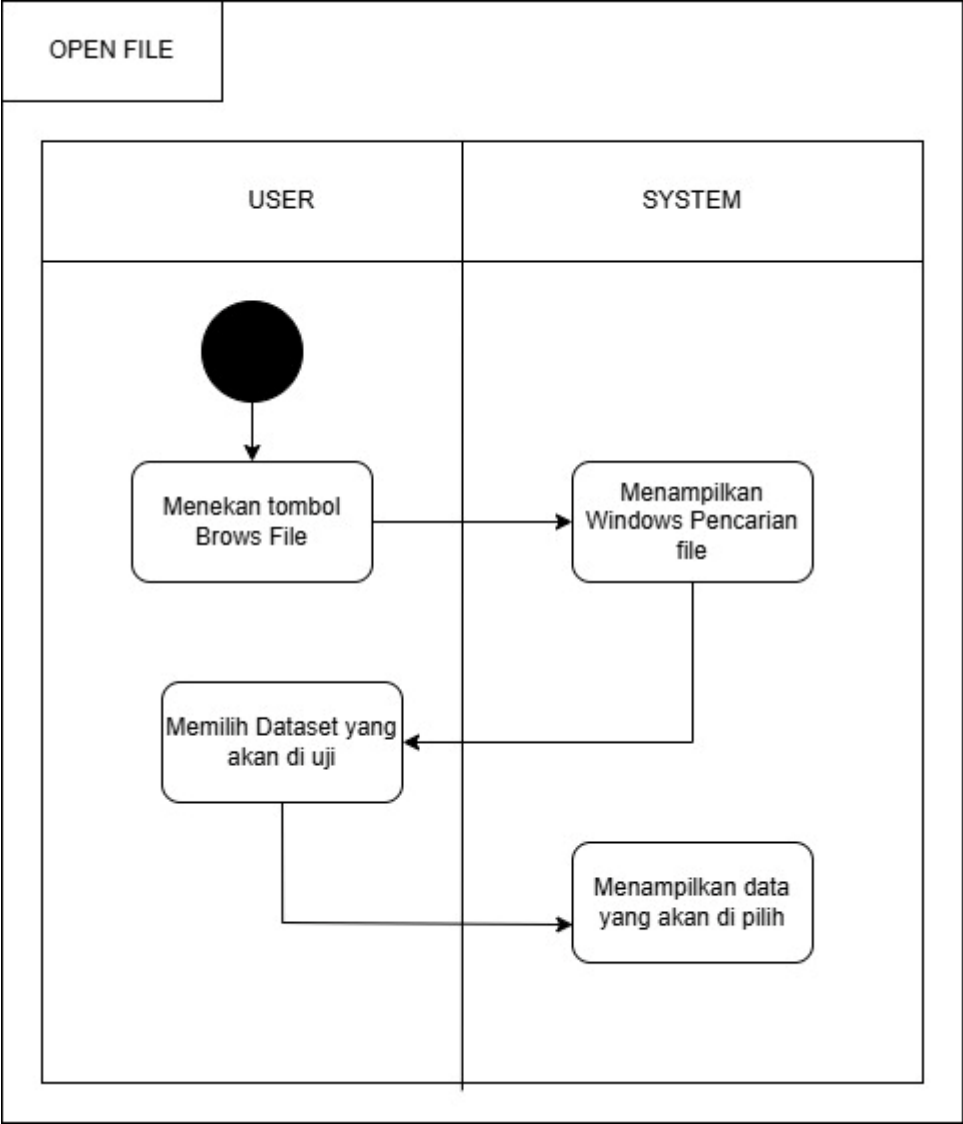 OPEN FILE
USER
SYSTEM
Menekan tombol
Brows File
Menampilkan
Windows Pencarian
file
Memilih Dataset yang
akan di uji
Menampilkan data
yang akan di pilih